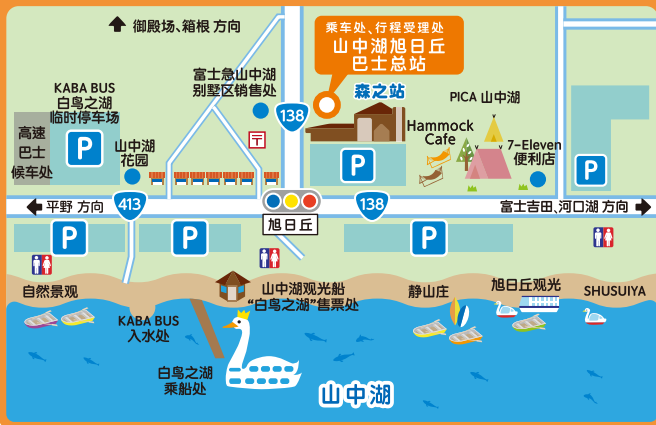 御殿场、箱根 方向
乘车处、行程受理处
山中湖旭日丘
巴士总站
富士急山中湖
别墅区销售处
138
森之站
KABA BUS
白鸟之湖
临时停车场
P
高速
巴士
候车处
山中湖
花园
〒
P
PICA 山中湖
Hammock
Cafe
7-Eleven
便利店
P
平野 方向
413
旭日丘
138
富士吉田、河口湖 方向
P
P
P
自然景观
山中湖观光船
“白鸟之湖”售票处
静山庄
旭日丘观光
SHUSUIYA
KABA BUS
入水处
白鸟之湖
乘船处
山中湖